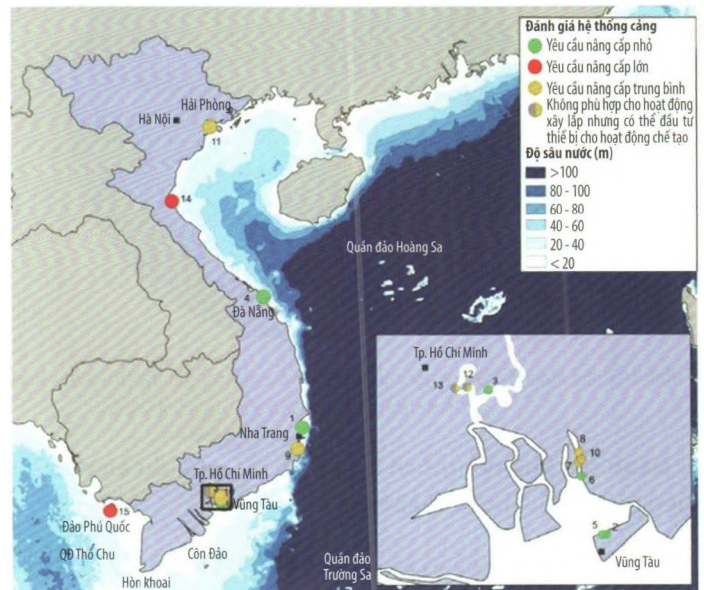 Đánh giá hệ thống cảng
Yêu cầu nâng cấp nhỏ
Yêu cầu nâng cấp lớn
Yêu cầu nâng cấp trung bình
Không phù hợp cho hoạt động
xây lắp nhưng có thể đầu tư
thiết bị cho hoạt động chế tạo
Độ sâu nước (m)
>100
80 - 100
60 - 80
40 - 60
20 - 40
< 20
Hải Phòng
Hà Nội
11
14
Quần đảo Hoàng Sa
4
Đà Nẵng
1
Nha Trang
9
Tp. Hồ Chí Minh
Vũng Tàu
15
Đảo Phú Quốc
QĐ Thổ Chu
Côn Đảo
Hòn khoai
Quần đảo
Trường Sa
Tp. Hồ Chí Minh
12
13
3
8
10
7
6
5
2
Vũng Tàu